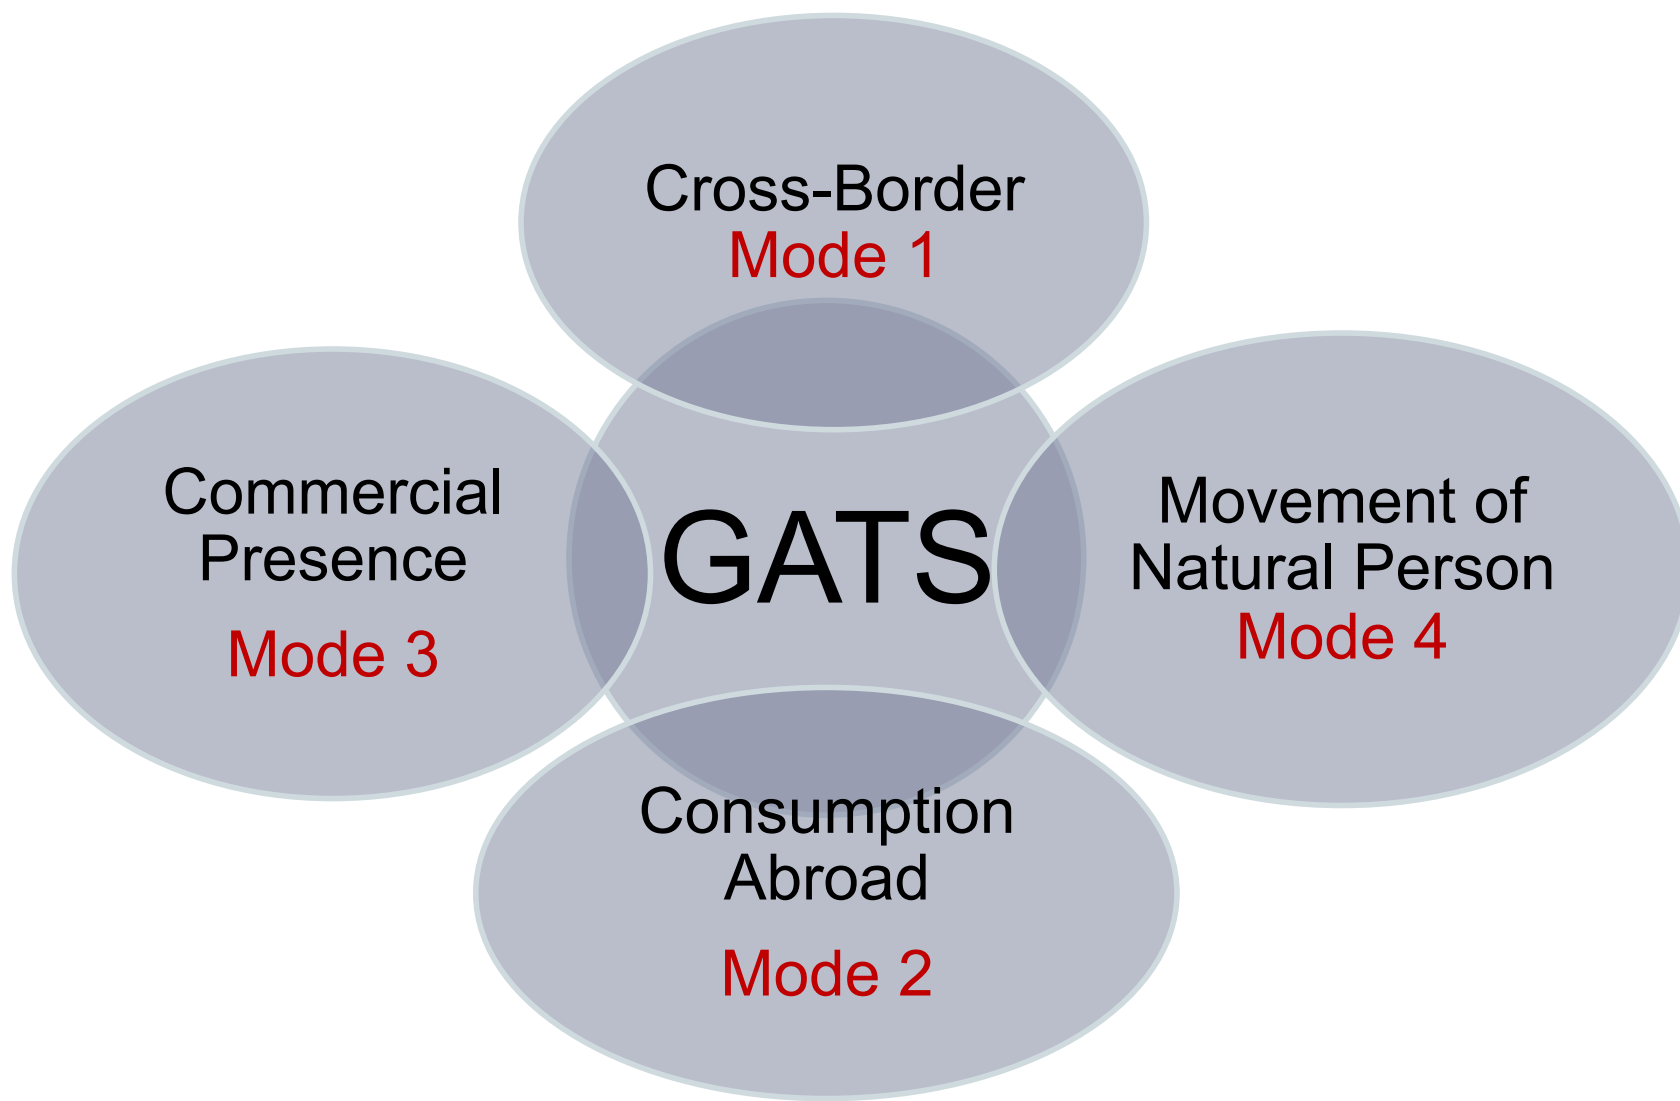 Cross-Border
Mode 1
Commercial
Presence
Mode 3
GATS
Movement of
Natural Person
Mode 4
Consumption
Abroad
Mode 2